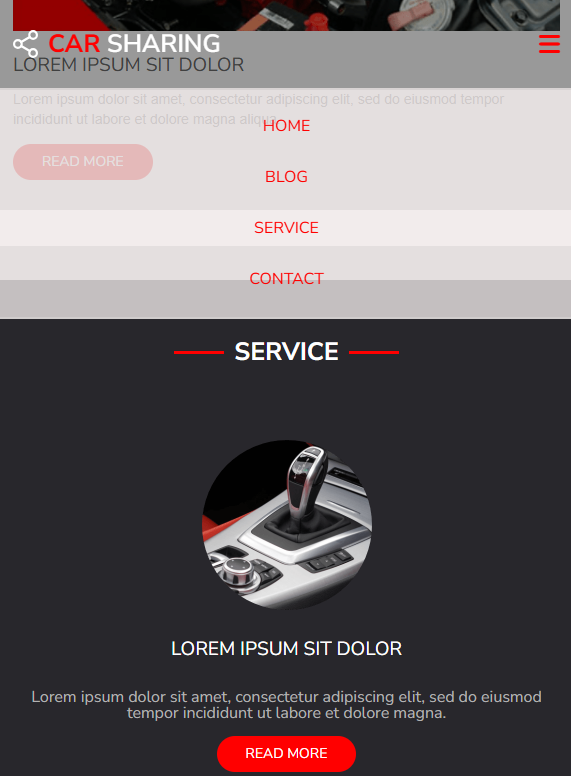 CAR SHARING
LOREM IPSUM SIT DOLOR
Lorem ipsum dolor sit amet, consectetur adipiscing elit, sed do eiusmod tempor
incididunt ut labore et dolore magna aliqua.
HOME
READ MORE
BLOG
SERVICE
CONTACT
SERVICE
LOREM IPSUM SIT DOLOR
Lorem ipsum dolor sit amet, consectetur adipiscing elit, sed do eiusmod
tempor incididunt ut labore et dolore magna.
READ MORE